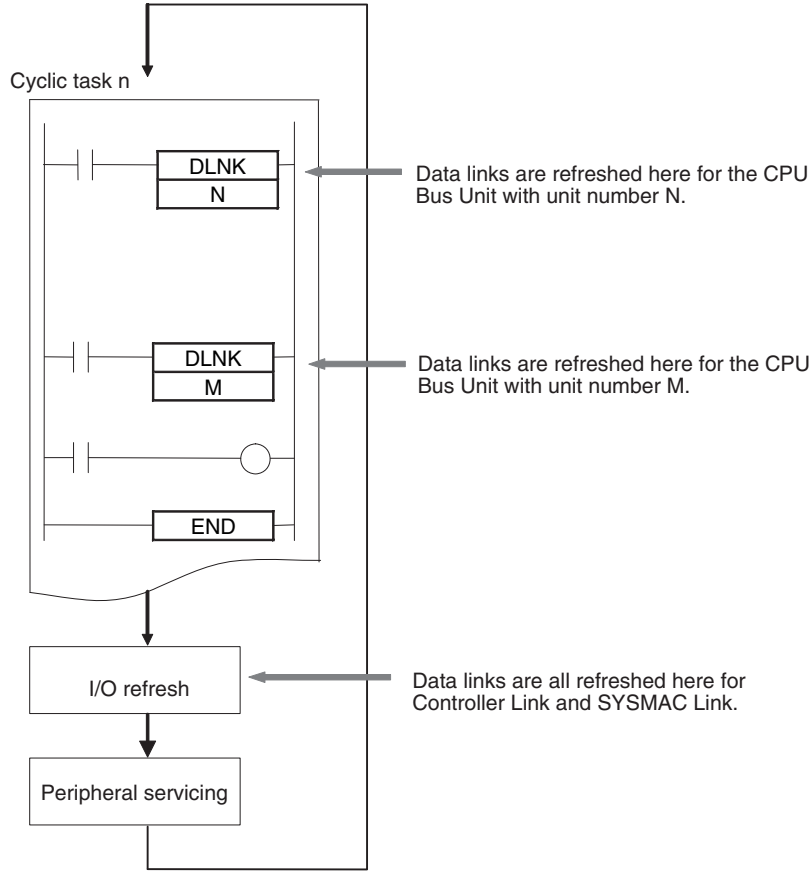 Cyclic task n
DLNK
N
Data links are refreshed here for the CPU
Bus Unit with unit number N.
DLNK
M
Data links are refreshed here for the CPU
Bus Unit with unit number M.
END
I/O refresh
Data links are all refreshed here for
Controller Link and SYSMAC Link.
Peripheral servicing